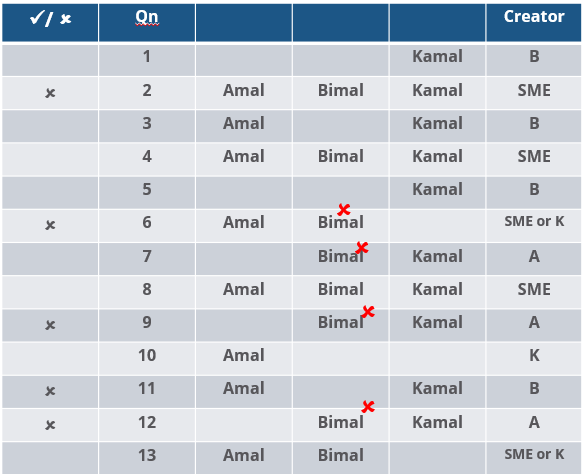 ✓/ ✘ Qn Creator
1 Kamal B
✘ 2 Amal Bimal Kamal SME
3 Amal Kamal B
4 Amal Bimal Kamal SME
5 Kamal B
✘ 6 Amal Bimal ✘ SME or K
7 Bimal ✘ Kamal A
8 Amal Bimal Kamal SME
✘ 9 Bimal ✘ Kamal A
10 Amal K
✘ 11 Amal Kamal B
✘ 12 Bimal ✘ Kamal A
13 Amal Bimal SME or K